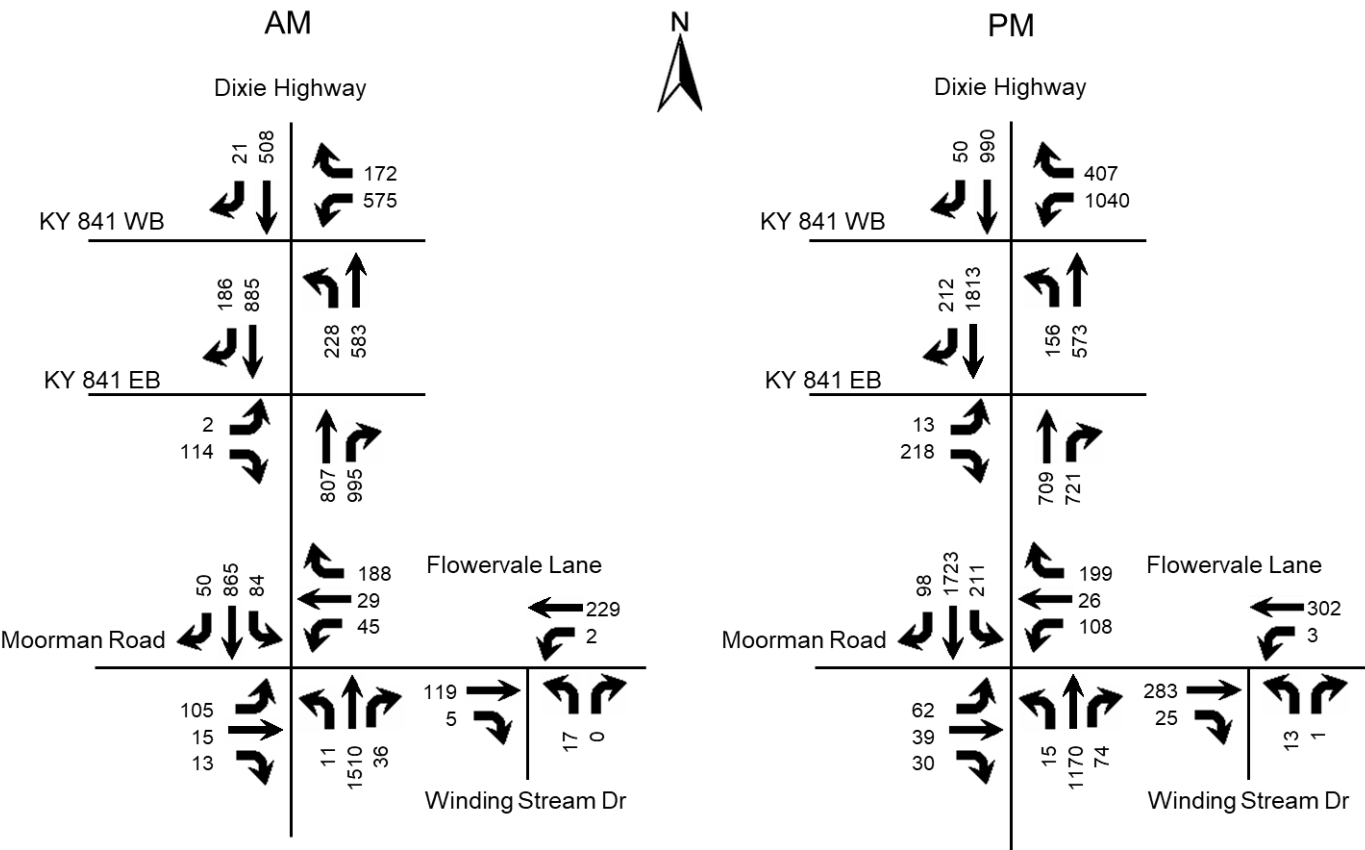 AM
N
PM
Dixie Highway
Dixie Highway
21 508
172
575
KY 841 WB
50 990
407
1040
KY 841 WB
186 885
228 583
212 1813
156 573
KY 841 EB
2
114
807 995
KY 841 EB
13
218
709 721
50 865 84
188
29
45
Flowervale Lane
229
2
Moorman Road
105
15
13
11 1510 36
119
5
17 0
Winding Stream Dr
98 1723 211
199
26
108
Flowervale Lane
302
3
Moorman Road
62
39
30
15 1170 74
283
25
13 1
Winding Stream Dr